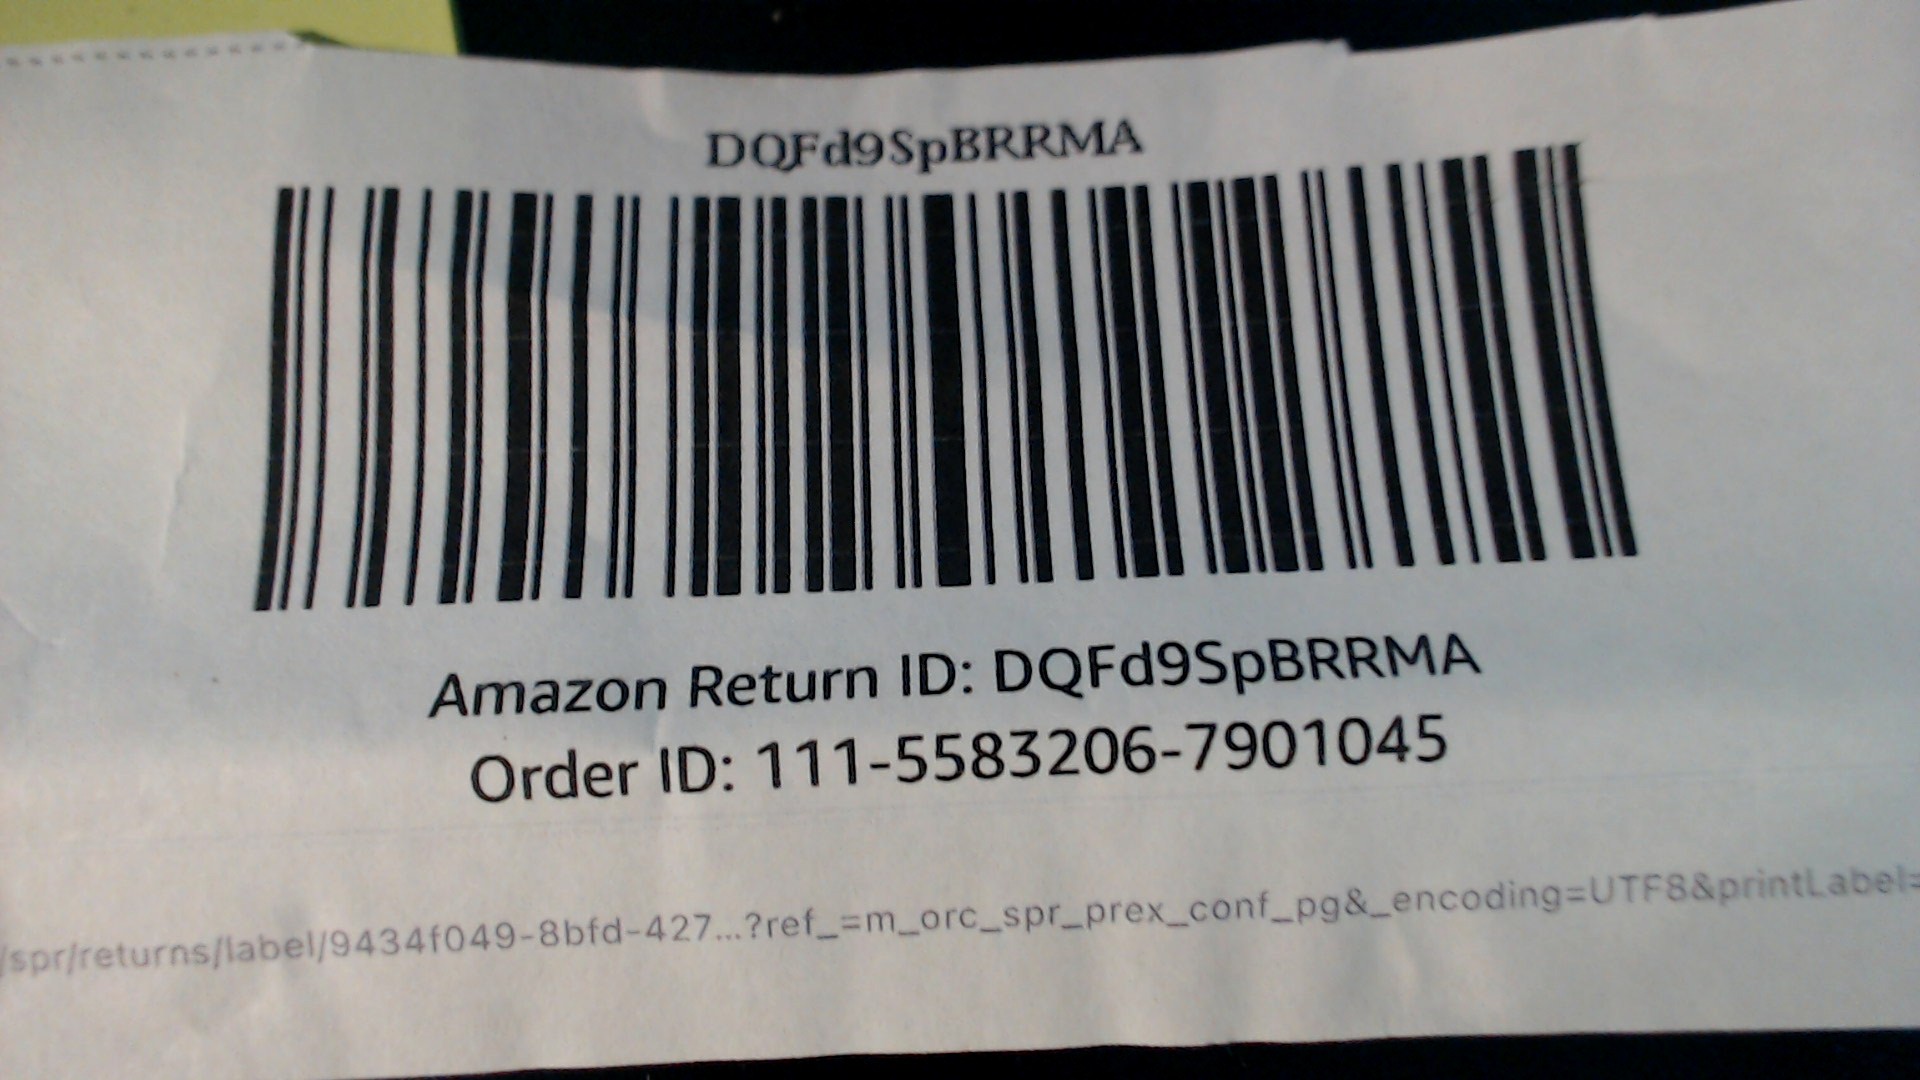 DQFd9SpBRRMA
Amazon Return ID: DQFd9SpBRRMA
Order ID: 111-5583206-7901045
/spr/returns/label/9434f049-8bfd-427...?ref_=m_orc_spr_prex_conf_pg&_encoding=UTF8&printLabel=